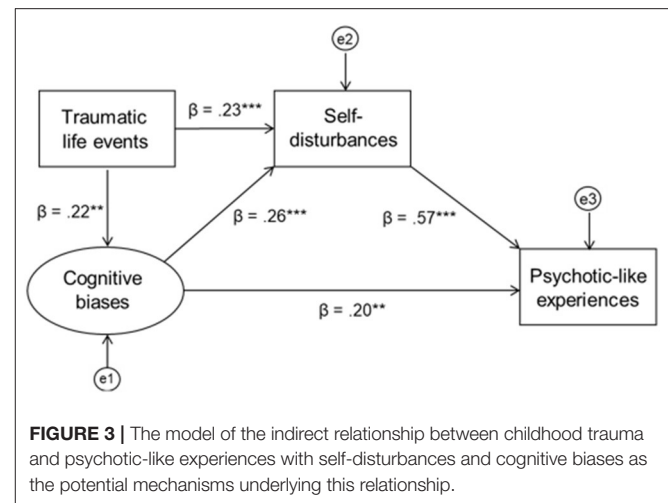 e2
Traumatic
life events
β = .23***
Self-
disturbances
β = .22**
β = .26***
β = .57***
e3
Cognitive
biases
Psychotic-like
experiences
β = .20**
e1
FIGURE 3 | The model of the indirect relationship between childhood trauma
and psychotic-like experiences with self-disturbances and cognitive biases as
the potential mechanisms underlying this relationship.